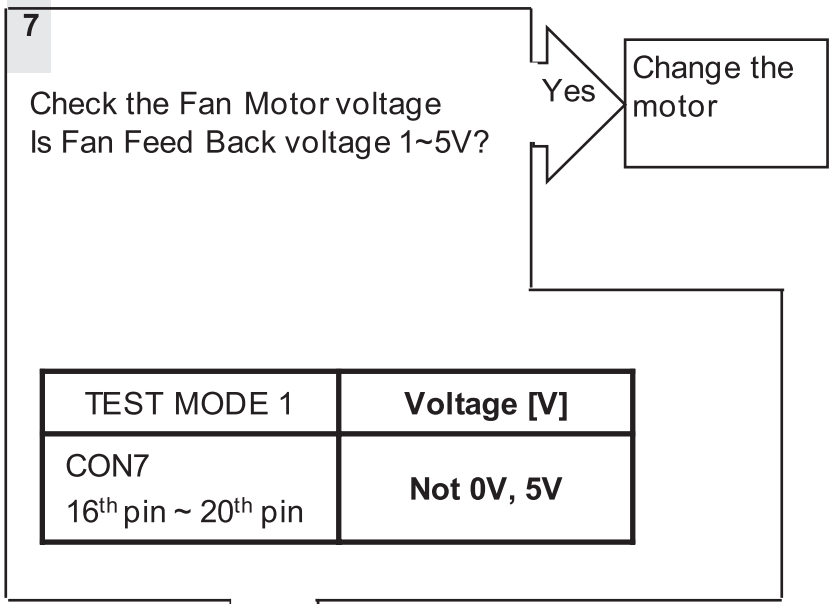 7
Check the Fan Motor voltage
Is Fan Feed Back voltage 1~5V?
Yes
Change the
motor
TEST MODE 1
Voltage [V]
CON7
16th pin ~ 20th pin
Not 0V, 5V